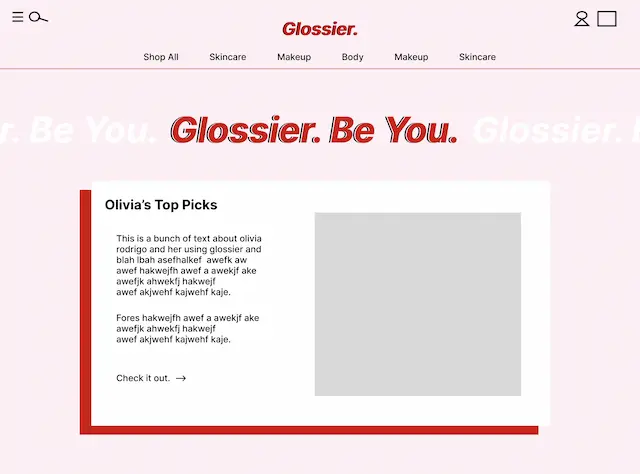 Glossier.
Shop All Skincare Makeup Body Makeup Skincare
r. Be You. Glossier. Be You. Glossier.
Olivia's Top Picks
This is a bunch of text about olivia
rodrigo and her using glossier and
blah lbah asefhalkef awefk aw
awef hakwejfh awef a awekjf ake
awefjk ahwekfj hakwejf
awef akjwehf kajwehf kaje.
Fores hakwejfh awef a awekjf ake
awefjk ahwekfj hakwejf
awef akjwehf kajwehf kaje.
Check it out. →